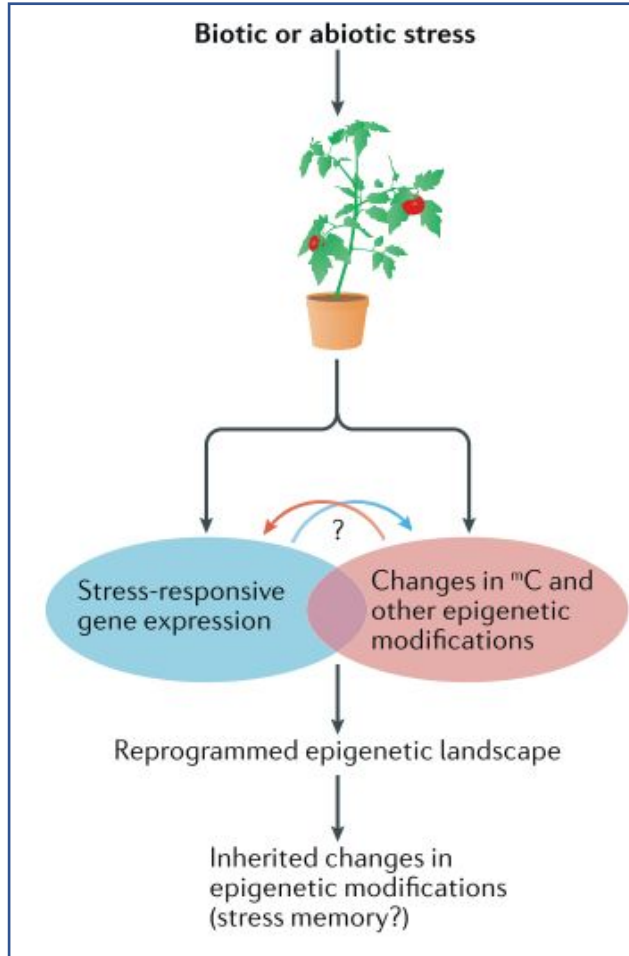 Biotic or abiotic stress
?
Stress-responsive
gene expression
Changes in ᵐC and
other epigenetic
modifications
Reprogrammed epigenetic landscape
Inherited changes in
epigenetic modifications
(stress memory?)